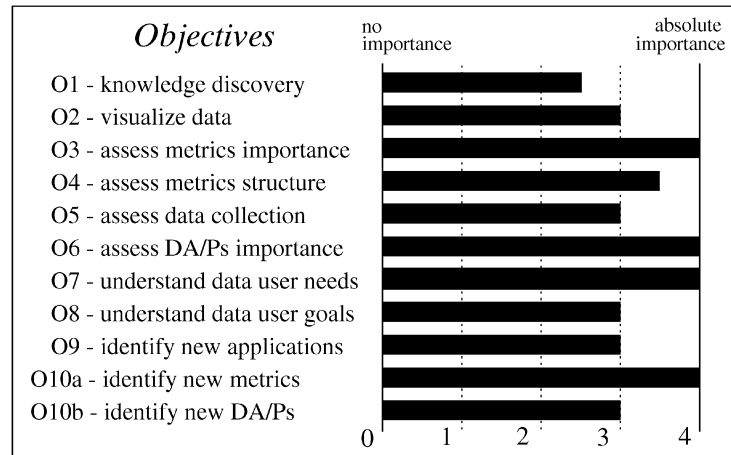 Objectives
no
importance
absolute
importance
O1 - knowledge discovery
O2 - visualize data
O3 - assess metrics importance
O4 - assess metrics structure
O5 - assess data collection
O6 - assess DA/Ps importance
O7 - understand data user needs
O8 - understand data user goals
O9 - identify new applications
O10a - identify new metrics
O10b - identify new DA/Ps
0 1 2 3 4